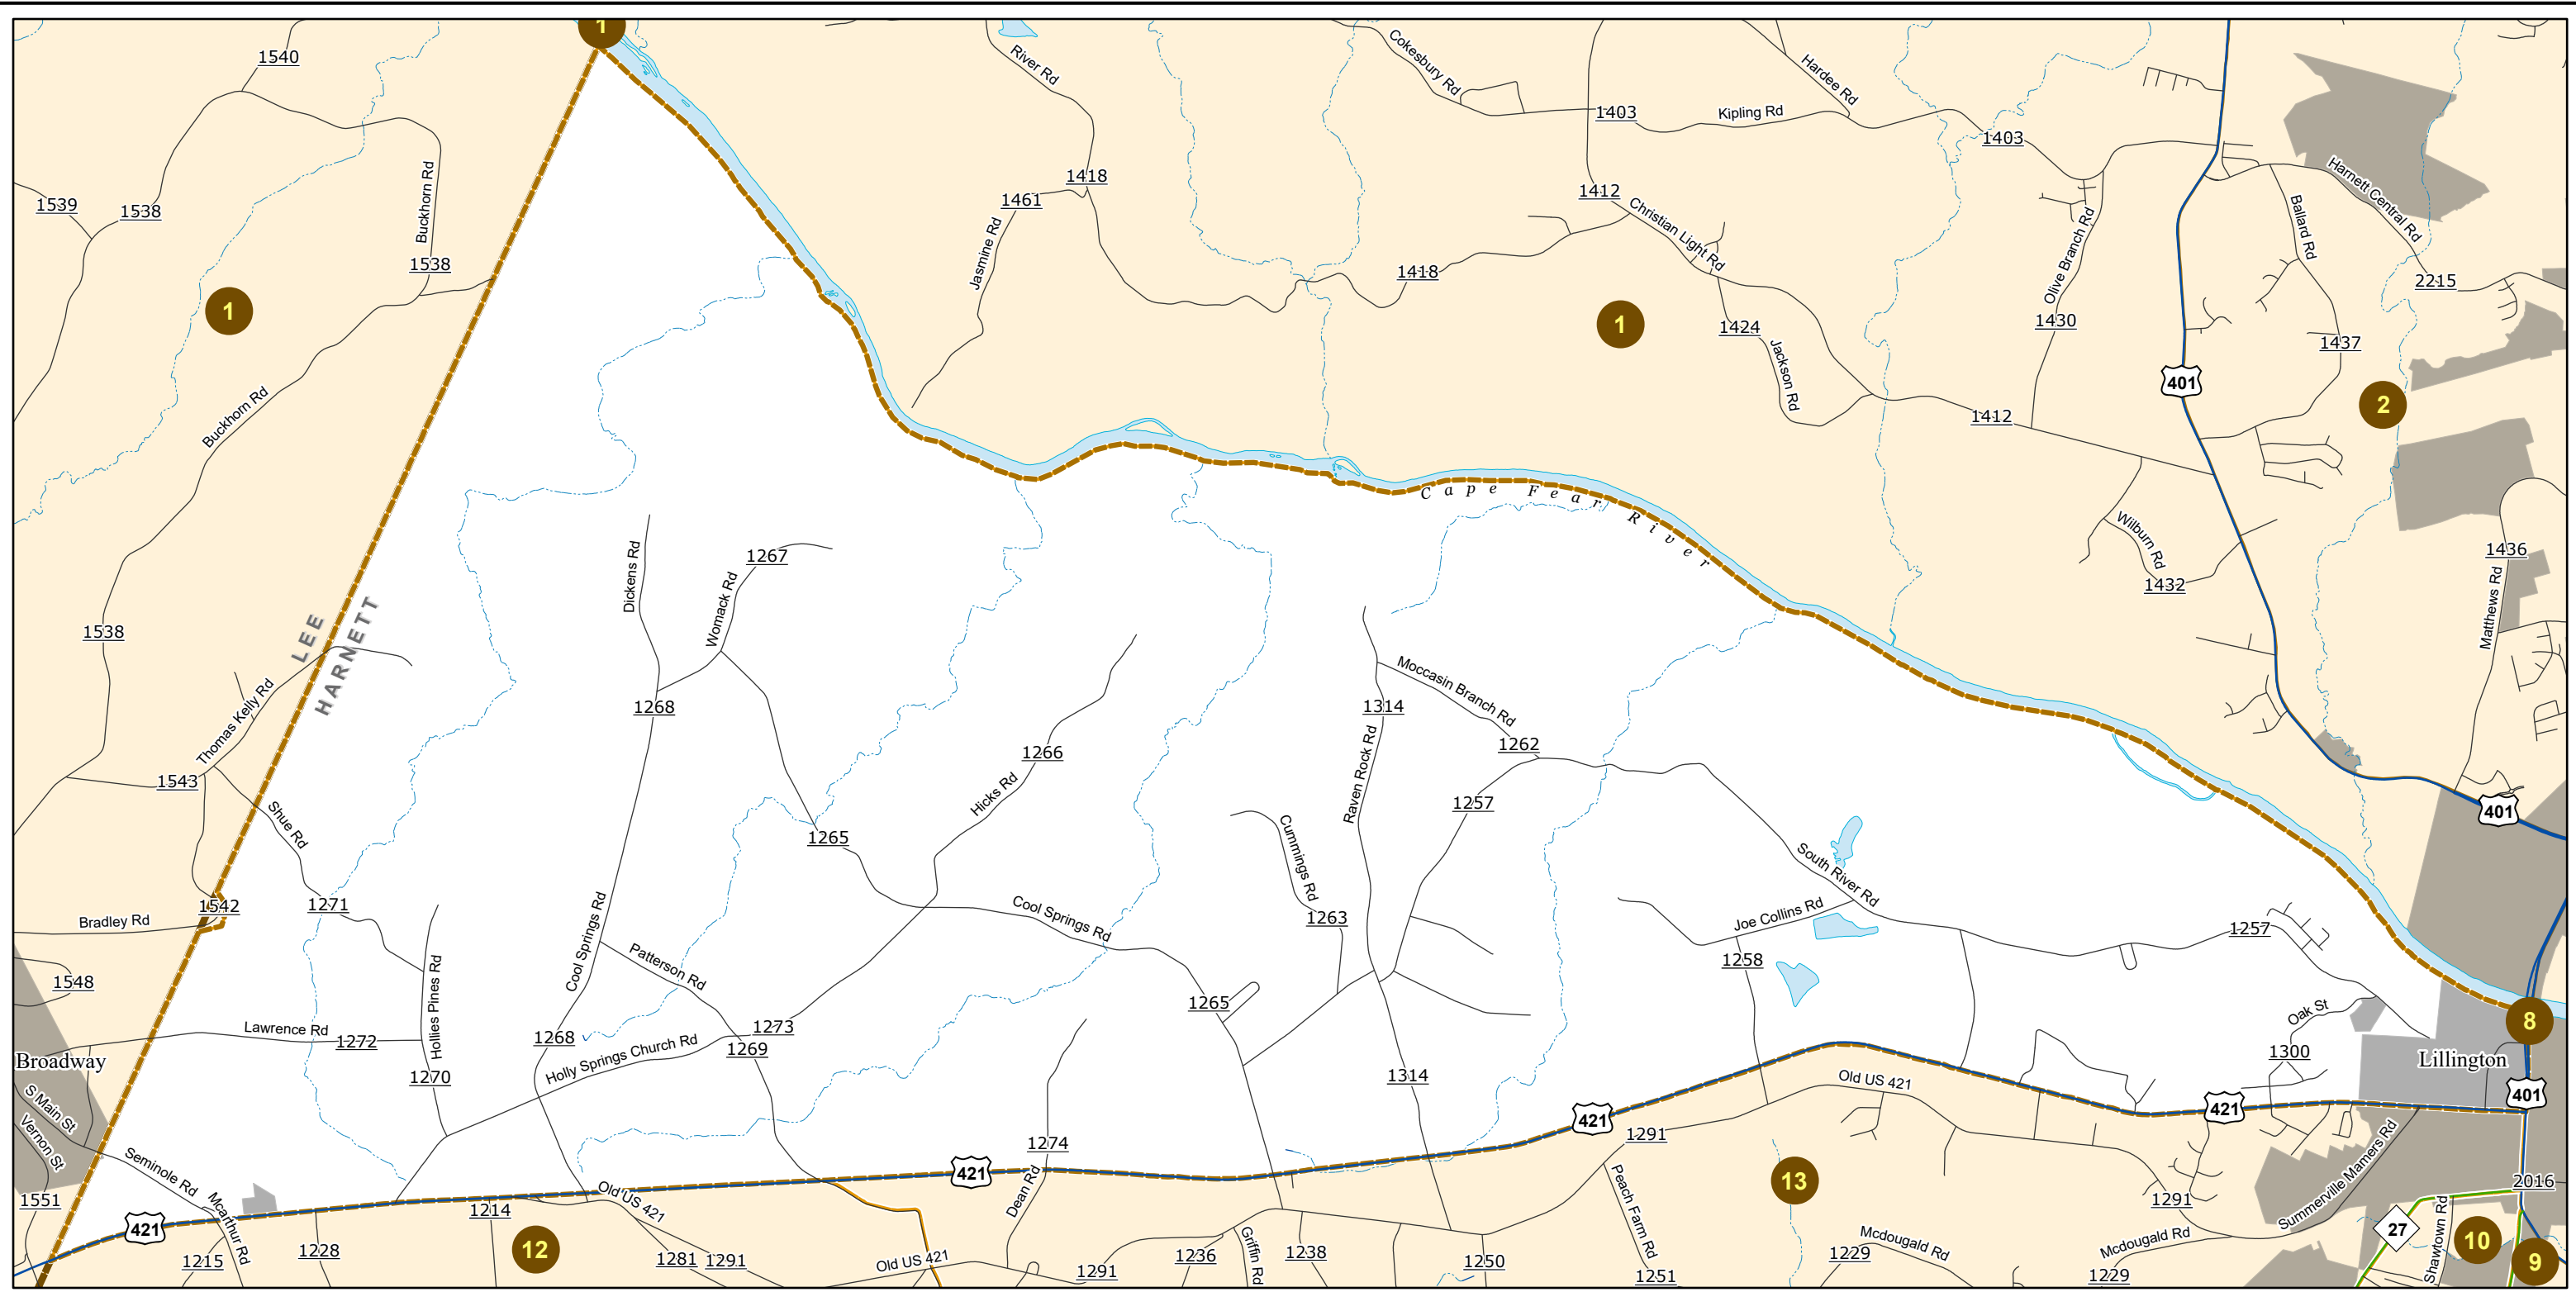 1
1540
River Rd
Cokesbury Rd
Hardee Rd
1403
Kipling Rd
1403
Buckhorn Rd
1418
1461
1412
Christian Light Rd
Harnett Central Rd
1539
1538
Jasmine Rd
Olive Branch Rd
Ballard Rd
1538
1418
2215
1
1
1424
1430
1437
Jackson Rd
401
2
Buckhorn Rd
1412
Cape Fear River
Wilburn Rd
1432
1436
Matthews Rd
Dickens Rd
1267
Womack Rd
1538
LEE
HARNETT
Moccasin Branch Rd
1268
1314
1262
Thomas Kelly Rd
1266
Raven Rock Rd
1543
Hicks Rd
1257
401
Shue Rd
1265
Cummings Rd
South River Rd
1542
1271
Bradley Rd
Cool Springs Rd
Cool Springs Rd
1263
Joe Collins Rd
1257
Patterson Rd
1258
1548
Hollies Pines Rd
1265
Oak St
8
Lawrence Rd
1272
1268
1273
1269
Holly Springs Church Rd
1300
Broadway
Lillington
1270
1314
Old US 421
401
S Main St
Vernon St
421
421
1291
1274
Seminole Rd
421
Dean Rd
Peach Farm Rd
13
Summerville Mamers Rd
2016
1551
Mcarthur Rd
421
1214
Old US 421
1291
27
Shawtown Rd
10
9
1215
1228
12
1281
1291
Old US 421
1291
1236
Griffin Rd
1238
1250
1251
1229
Mcdougald Rd
Mcdougald Rd
1229